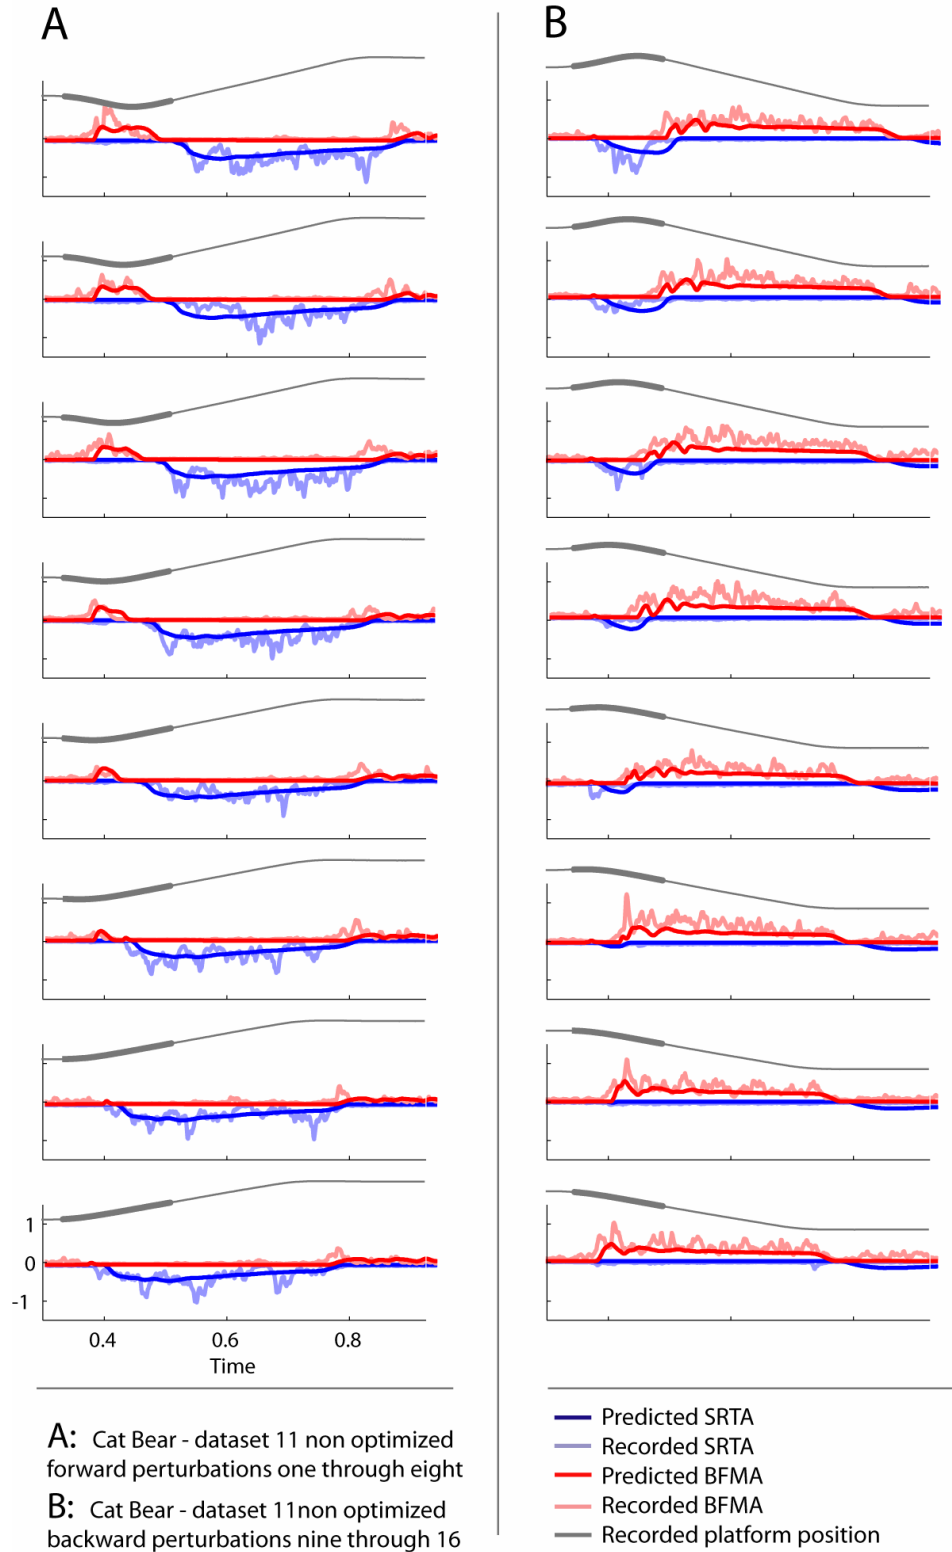 A
B
1
0
-1
0.4 0.6 0.8
Time
A: Cat Bear - dataset 11 non optimized
forward perturbations one through eight
B: Cat Bear - dataset 11non optimized
backward perturbations nine through 16
Predicted SRTA
Recorded SRTA
Predicted BFMA
Recorded BFMA
Recorded platform position